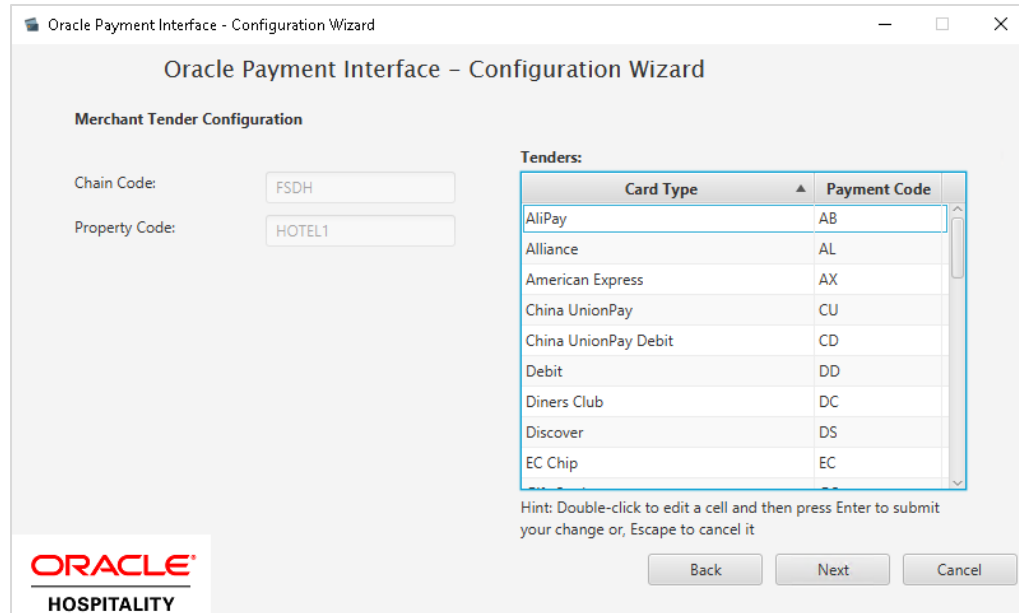 Oracle Payment Interface - Configuration Wizard
Oracle Payment Interface – Configuration Wizard
Merchant Tender Configuration
Chain Code:
FSDH
Property Code:
HOTEL1
Tenders:
Card Type Payment Code
AliPay AB
Alliance AL
American Express AX
China UnionPay CU
China UnionPay Debit CD
Debit DD
Diners Club DC
Discover DS
EC Chip EC
Hint: Double-click to edit a cell and then press Enter to submit
your change or, Escape to cancel it
Back Next Cancel
ORACLE®
HOSPITALITY